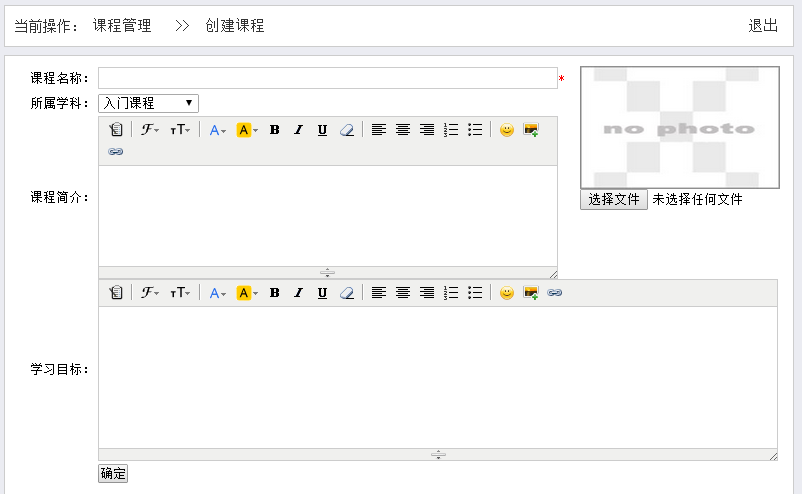 当前操作： 课程管理 >> 创建课程 退出
课程名称： *
no photo
所属学科： 入门课程
选择文件 未选择任何文件
课程简介：
学习目标：
确定